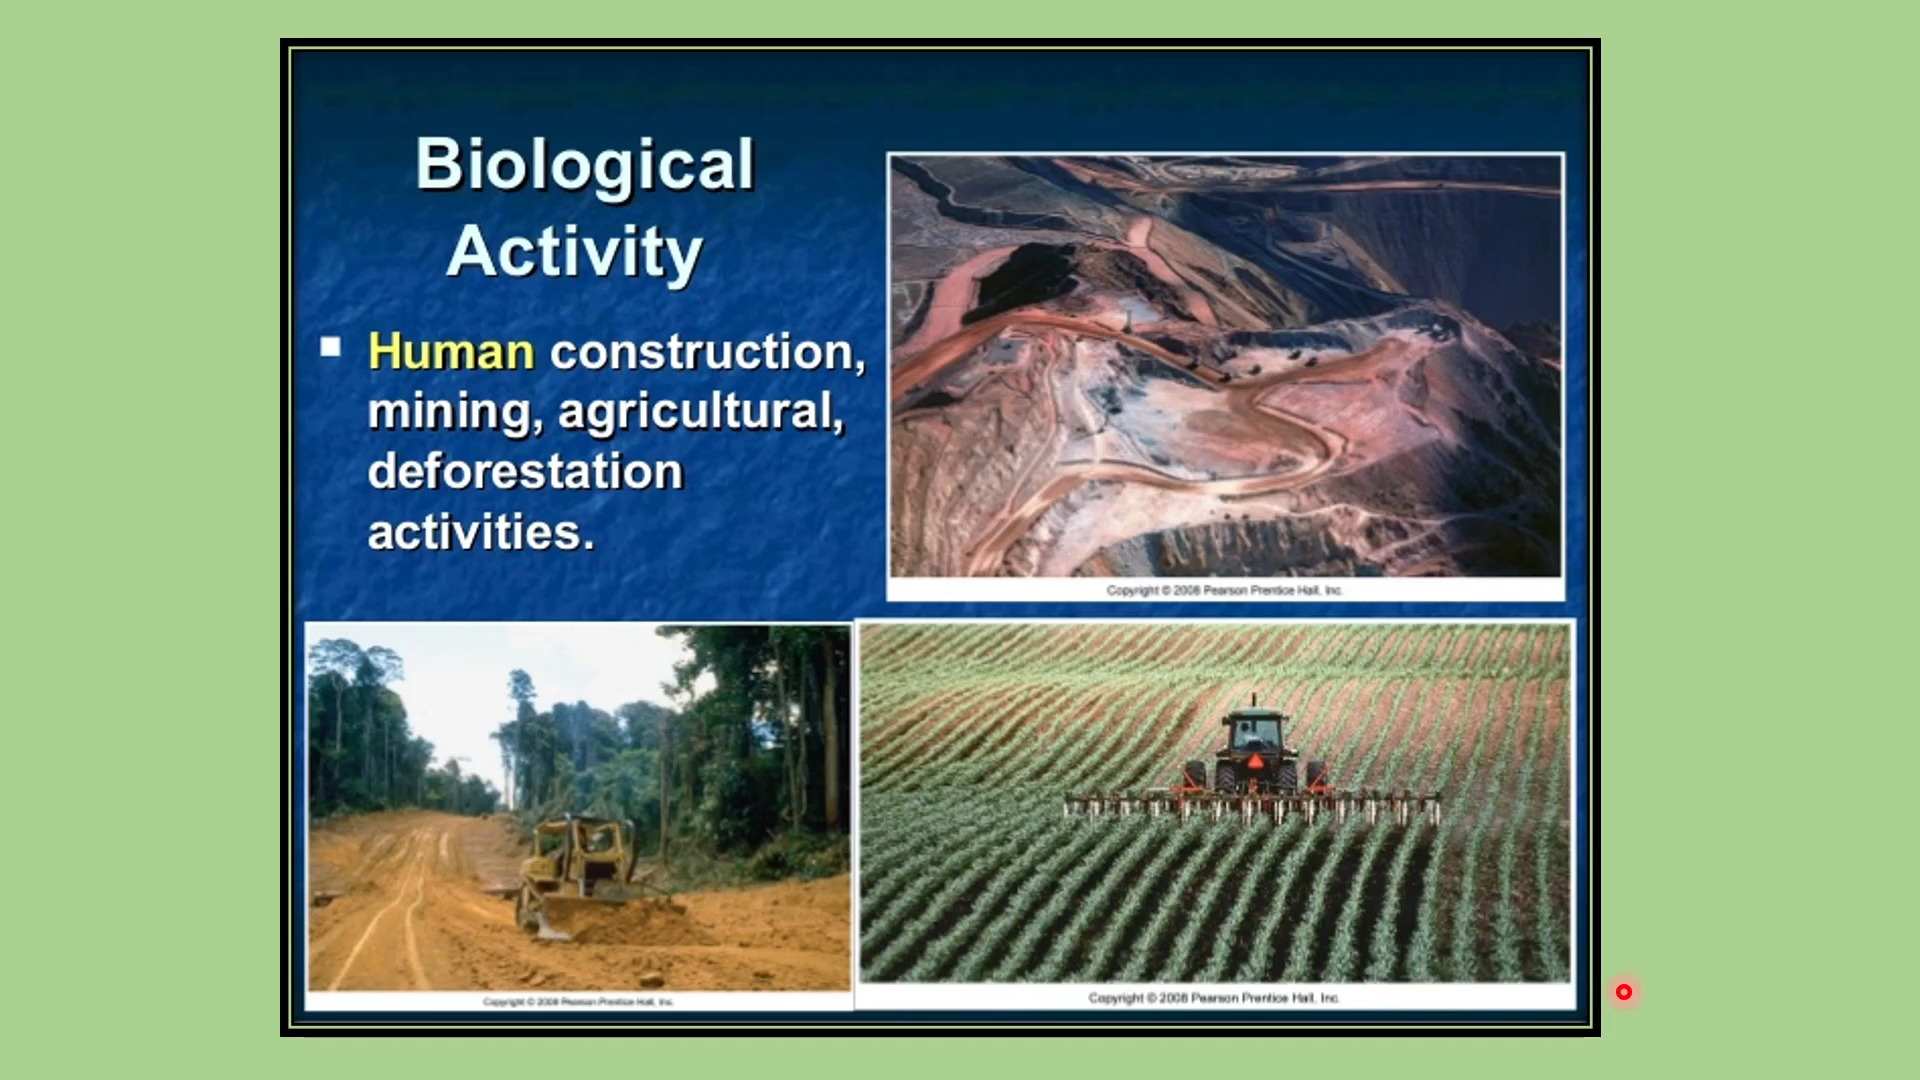 Biological
Activity
Human construction,
mining, agricultural,
deforestation
activities.
Copyright © 2008 Pearson Prentice Hall, Inc.
Copyright © 2008 Pearson Prentice Hall, Inc.
Copyright © 2008 Pearson Prentice Hall, Inc.